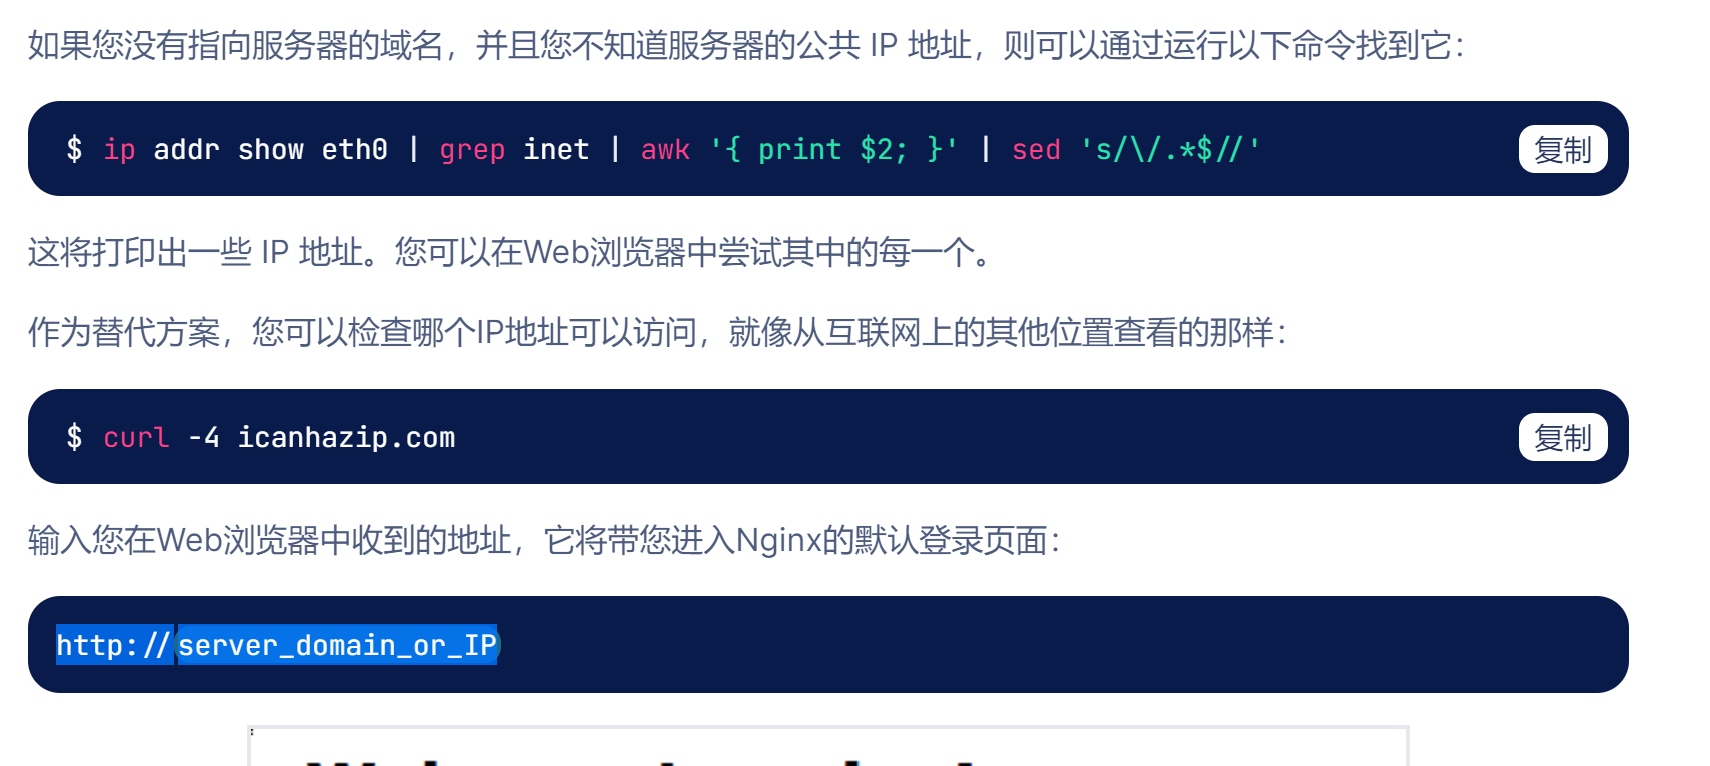 如果您没有指向服务器的域名，并且您不知道服务器的公共 IP 地址，则可以通过运行以下命令找到它：
$ ip addr show eth0 | grep inet | awk '{ print $2; }' | sed 's/\/.*$//'
复制
这将打印出一些 IP 地址。您可以在Web浏览器中尝试其中的每一个。
作为替代方案，您可以检查哪个IP地址可以访问，就像从互联网上的其他位置查看的那样：
$ curl -4 icanhazip.com
复制
输入您在Web浏览器中收到的地址，它将带您进入Nginx的默认登录页面：
http://server_domain_or_IP